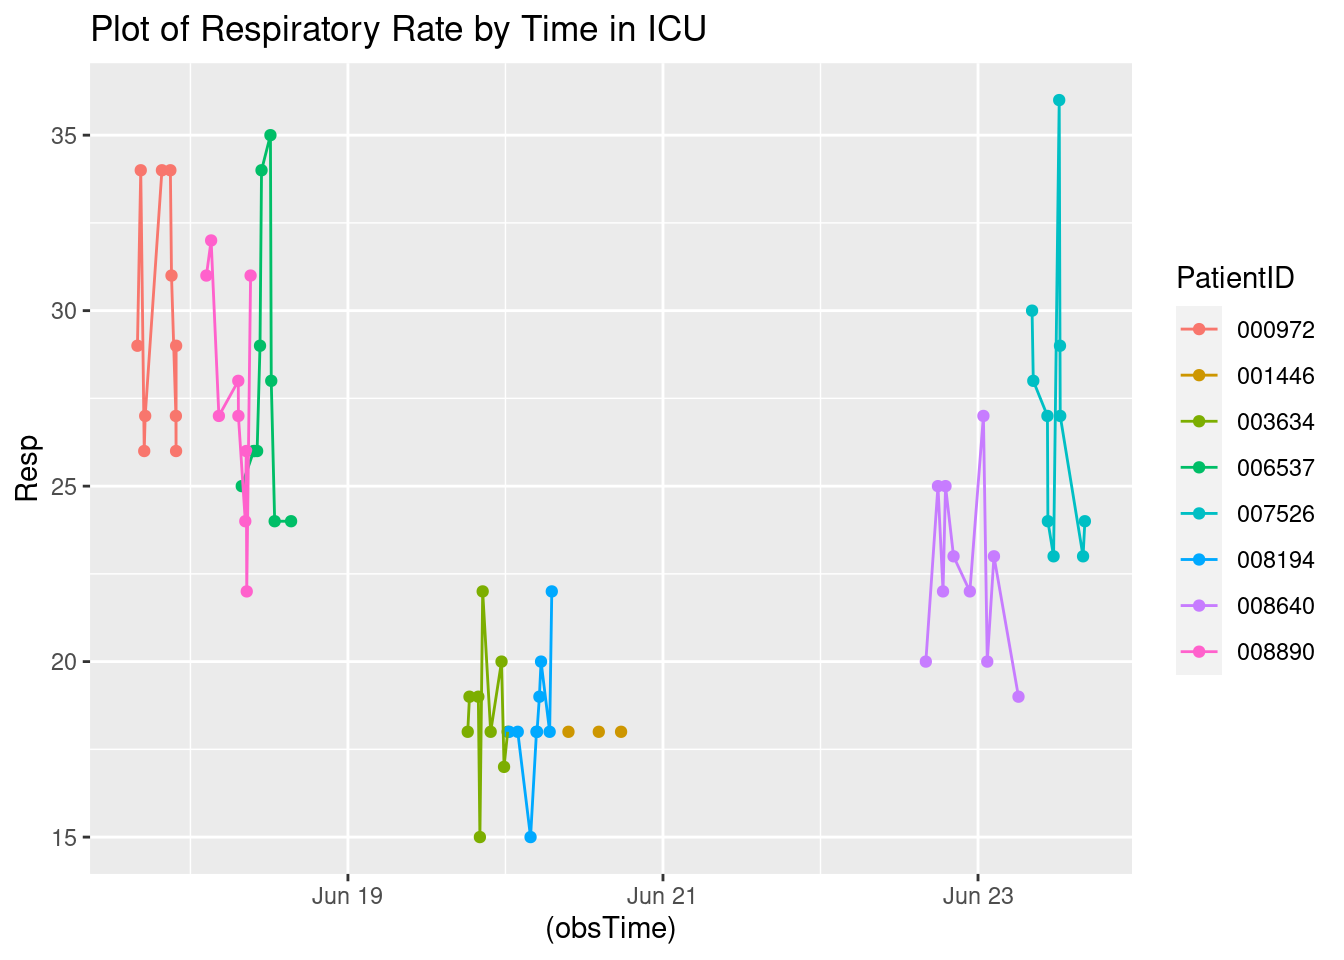 Plot of Respiratory Rate by Time in ICU
35
30
25
20
15
Resp
Jun 19
Jun 21
Jun 23
(obsTime)
PatientID
000972
001446
003634
006537
007526
008194
008640
008890